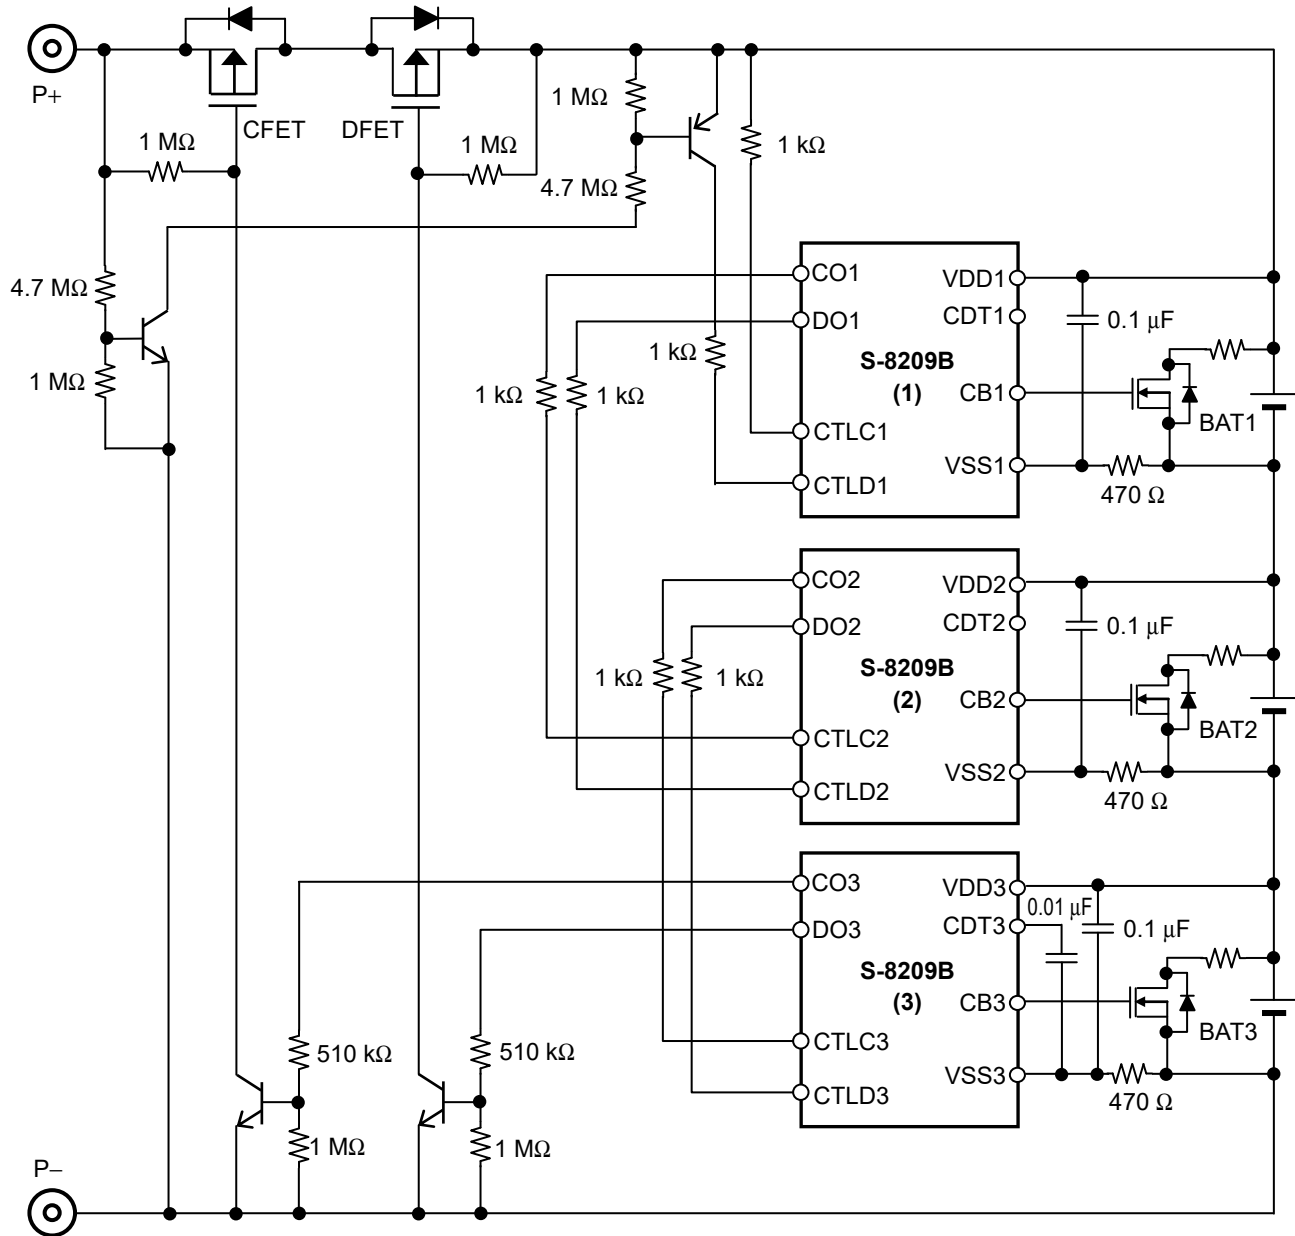 P+
CFET
DFET
1 MΩ
1 MΩ
1 MΩ
4.7 MΩ
1 kΩ
4.7 MΩ
1 MΩ
1 kΩ
1 kΩ
1 kΩ
CO1
DO1
S-8209B
(1)
CTLC1
CTLD1
VDD1
CDT1
CB1
VSS1
0.1 μF
BAT1
470 Ω
1 kΩ
1 kΩ
CO2
DO2
S-8209B
(2)
CTLC2
CTLD2
VDD2
CDT2
CB2
VSS2
0.1 μF
BAT2
470 Ω
CO3
DO3
S-8209B
(3)
CTLC3
CTLD3
VDD3
CDT3
CB3
VSS3
0.01 μF
0.1 μF
BAT3
470 Ω
510 kΩ
510 kΩ
1 MΩ
1 MΩ
P−